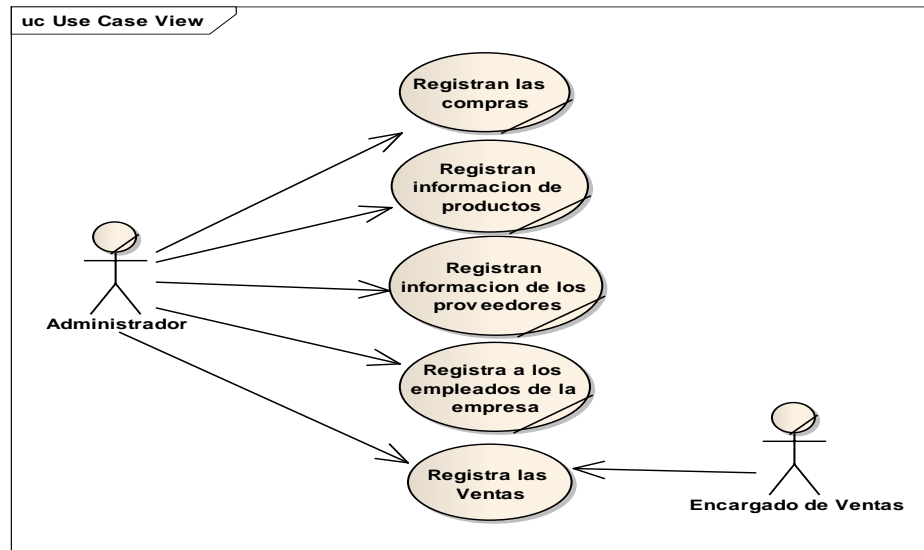 uc Use Case View
Registran las
compras
Registran
informacion de
productos
Registran
informacion de los
proveedores
Administrador
Registra a los
empleados de la
empresa
Registra las
Ventas
Encargado de Ventas